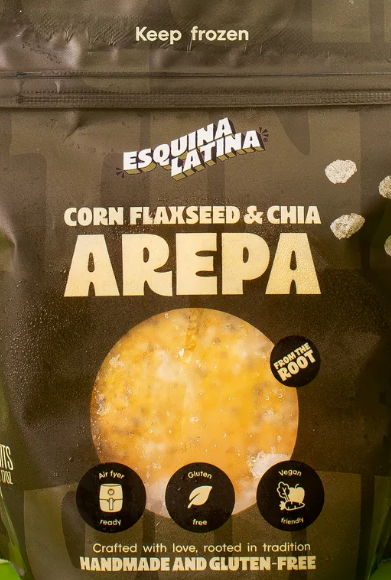 Keep frozen
ESQUINA
LATINA
CORN FLAXSEED & CHIA
AREPA
FROM THE
ROOT
Air fyer
ready
Gluten
free
Vegan
friendly
Crafted with love, rooted in tradition
HANDMADE AND GLUTEN-FREE